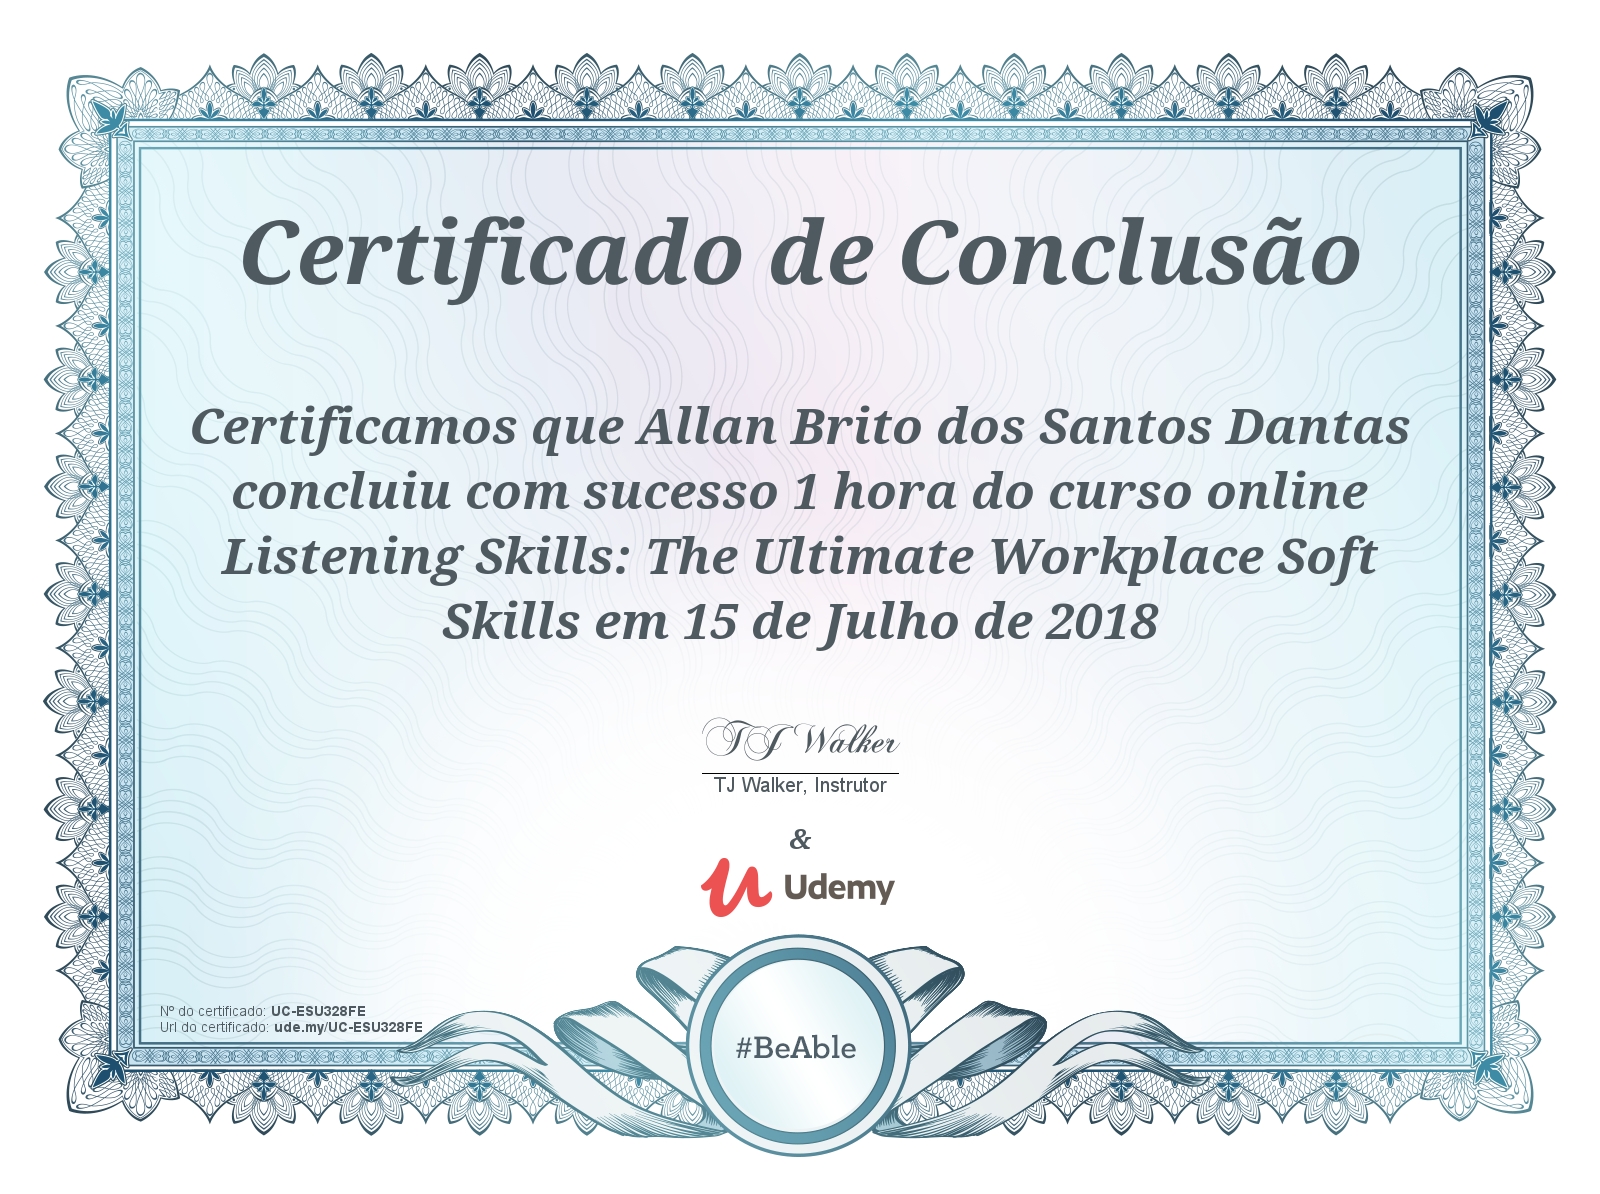 Certificado de Conclusão
Certificamos que Allan Brito dos Santos Dantas
concluiu com sucesso 1 hora do curso online
Listening Skills: The Ultimate Workplace Soft
Skills em 15 de Julho de 2018
TJ Walker
TJ Walker, Instrutor
&
Udemy
Nº do certificado: UC-ESU328FE
Url do certificado: ude.my/UC-ESU328FE
#BeAble